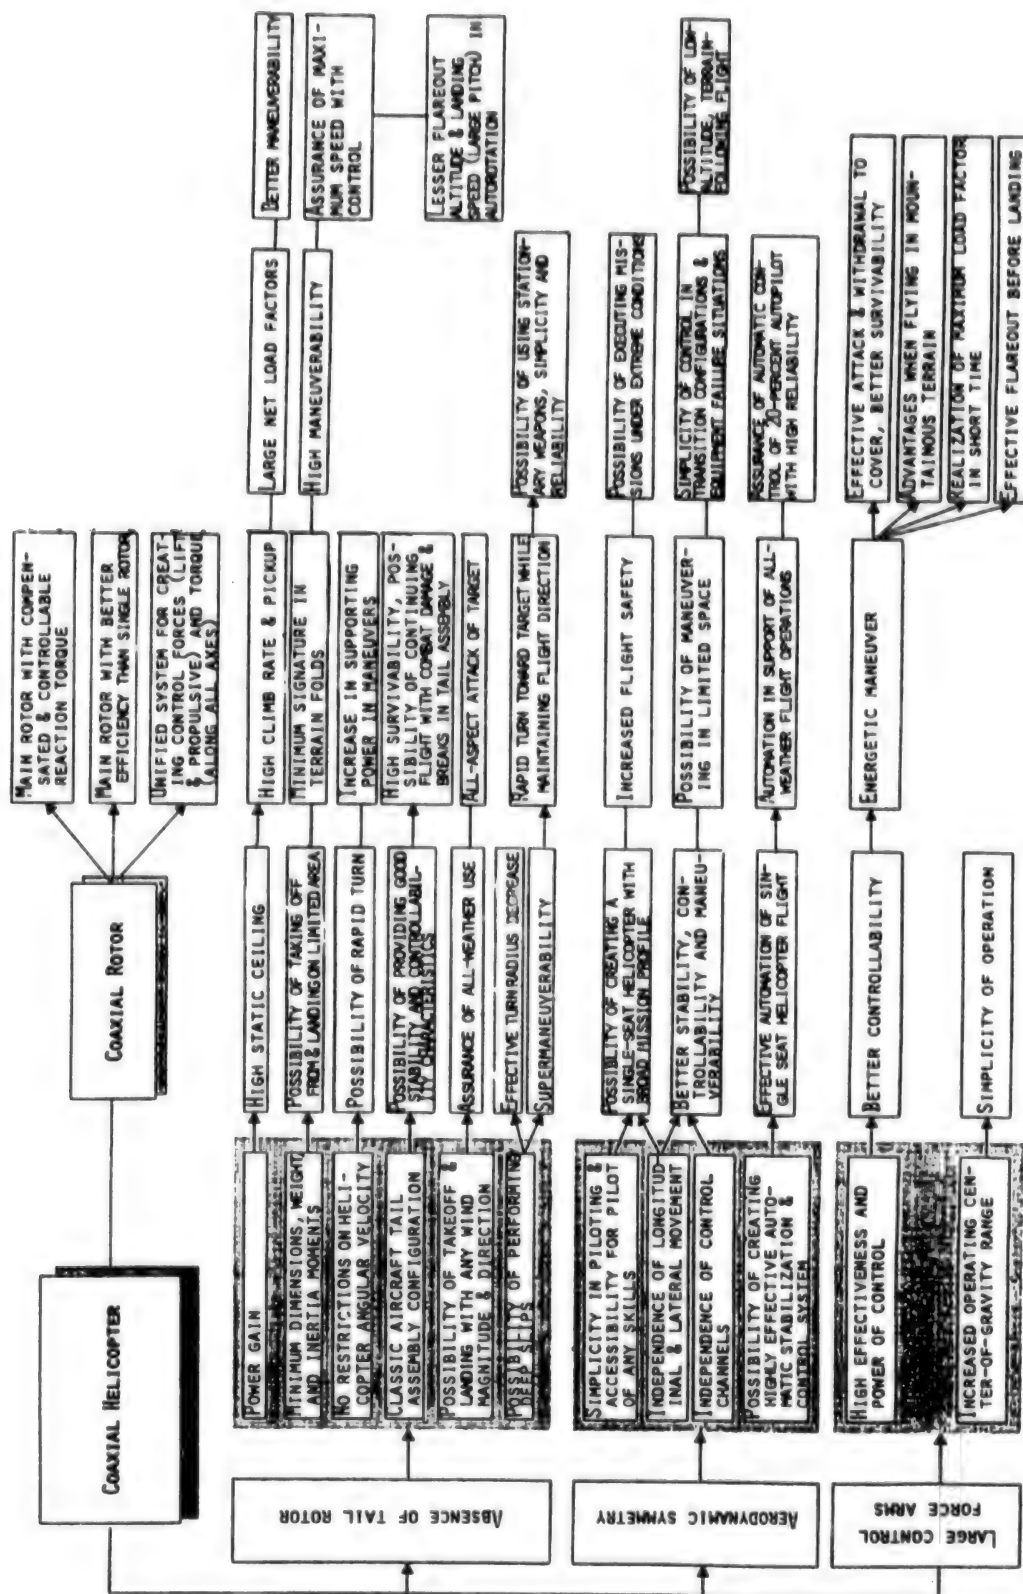 COAXIAL HELICOPTER
COAXIAL ROTOR
MAIN ROTOR WITH COMPEN-
SATED & CONTROLLABLE
REACTION TORQUE
MAIN ROTOR WITH BETTER
EFFICIENCY THAN SINGLE ROTOR
UNIFIED SYSTEM FOR CREAT-
ING CONTROL FORCES (LIFT
& PROPULSIVE) AND TORQUE
(ALONG ALL AXES)
ABSENCE OF TAIL ROTOR
POWER GAIN
HIGH STATIC CEILING
HIGH CLIMB RATE & PICKUP
LARGE NET LOAD FACTORS
BETTER MANEUVERABILITY
MINIMUM DIMENSIONS, WEIGHT
AND INERTIA MOMENTS
POSSIBILITY OF TAKING OFF
FROM & LANDING ON LIMITED AREA
MINIMUM SIGNATURE IN
TERRAIN FOLDS
HIGH MANEUVERABILITY
ASSURANCE OF MAXI-
MUM SPEED WITH
CONTROL
LESSER FLAREOUT
ALTITUDE & LANDING
SPEED (LARGE PITCH) IN
AUTOROTATION
NO RESTRICTIONS ON HELI-
COPTER ANGULAR VELOCITY
POSSIBILITY OF RAPID TURN
INCREASE IN SUPPORTING
POWER IN MANEUVERS
CLASSIC AIRCRAFT TAIL
ASSEMBLY CONFIGURATION
POSSIBILITY OF PROVIDING GOOD
STABILITY AND CONTROLLABIL-
ITY CHARACTERISTICS
HIGH SURVIVABILITY, POS-
SIBILITY OF CONTINUING
FLIGHT WITH COMBAT DAMAGE &
BREAKS IN TAIL ASSEMBLY
POSSIBILITY OF TAKEOFF &
LANDING WITH ANY WIND
MAGNITUDE & DIRECTION
ASSURANCE OF ALL-WEATHER USE
ALL-ASPECT ATTACK OF TARGET
POSSBILITY OF PERFORMING
DEEP SLIPS
EFFECTIVE TURN RADIUS DECREASE
SUPERMANEUVERABILITY
RAPID TURN TOWARD TARGET WHILE
MAINTAINING FLIGHT DIRECTION
POSSIBILITY OF USING STATION-
ARY WEAPONS, SIMPLICITY AND
RELIABILITY
AERODYNAMIC SYMMETRY
SIMPLICITY IN PILOTING &
ACCESSIBILITY FOR PILOT
OF ANY SKILLS
POSSIBILITY OF CREATING A
SINGLE-SEAT HELICOPTER WITH
BROAD MISSION PROFILE
INCREASED FLIGHT SAFETY
POSSIBILITY OF EXECUTING MIS-
SIONS UNDER EXTREME CONDITIONS
INDEPENDENCE OF LONGITUD
INAL & LATERAL MOVEMENT
INDEPENDENCE OF CONTROL
CHANNELS
BETTER STABILITY, CON-
TROLLABILITY AND MANEU-
VERABILITY
POSSIBILITY OF MANEUVER-
ING IN LIMITED SPACE
SIMPLICITY OF CONTROL IN
TRANSITION CONFIGURATIONS &
EQUIPMENT FAILURE SITUATIONS
POSSIBILITY OF LOW-
ALTITUDE, TERRAIN-
FOLLOWING FLIGHT
POSSIBILITY OF CREATING
HIGHLY EFFECTIVE AUTO-
MATIC STABILIZATION &
CONTROL SYSTEM
EFFECTIVE AUTOMATION OF SIN-
GLE SEAT HELICOPTER FLIGHT
AUTOMATION IN SUPPORT OF ALL-
WEATHER FLIGHT OPERATIONS
ASSURANCE OF AUTOMATIC CON-
TROL OF 20-PERCENT AUTOPILOT
WITH HIGH RELIABILITY
LARGE CONTROL
FORCE ARMS
HIGH EFFECTIVENESS AND
POWER OF CONTROL
BETTER CONTROLLABILITY
ENERGETIC MANEUVER
EFFECTIVE ATTACK & WITHDRAWAL TO
COVER, BETTER SURVIVABILITY
ADVANTAGES WHEN FLYING IN MOUN-
TAINOUS TERRAIN
REALIZATION OF MAXIMUM LOAD FACTOR
IN SHORT TIME
EFFECTIVE FLAREOUT BEFORE LANDING
INCREASED OPERATING CEN-
TER-OF-GRAVITY RANGE
SIMPLICITY OF OPERATION